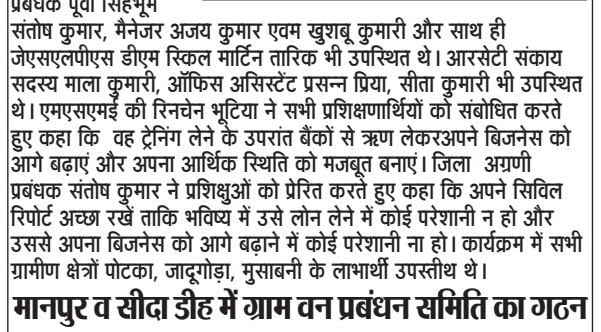 प्रबंधक पूर्वी सिंहभूम
संतोष कुमार, मैनेजर अजय कुमार एवम खुशबू कुमारी और साथ ही
जेएसएलपीएस डीएम स्किल मार्टिन तारिक भी उपस्थित थे। आरसेटी संकाय
सदस्य माला कुमारी, ऑफिस असिस्टेंट प्रसन्न प्रिया, सीता कुमारी भी उपस्थित
थे। एमएसएमई की रिनचेन भूटिया ने सभी प्रशिक्षणार्थियों को संबोधित करते
हुए कहा कि वह ट्रेनिंग लेने के उपरांत बैंकों से ऋण लेकरअपने बिजनेस को
आगे बढ़ाएं और अपना आर्थिक स्थिति को मजबूत बनाएं। जिला अग्रणी
प्रबंधक संतोष कुमार ने प्रशिक्षुओं को प्रेरित करते हुए कहा कि अपने सिविल
रिपोर्ट अच्छा रखें ताकि भविष्य में उसे लोन लेने में कोई परेशानी न हो और
उससे अपना बिजनेस को आगे बढ़ाने में कोई परेशानी ना हो। कार्यक्रम में सभी
ग्रामीण क्षेत्रों पोटका, जादूगोड़ा, मुसाबनी के लाभार्थी उपस्तीथ थे।
मानपुर व सीदा डीह में ग्राम वन प्रबंधन समिति का गठन